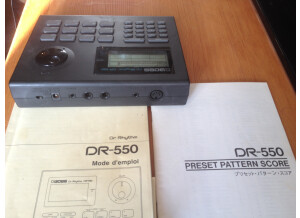 BOSS
Dr. Rhythm
DR-550
Mode d'emploi
DR-550
PRESET PATTERN SCORE
プリセット・パターン・スコア